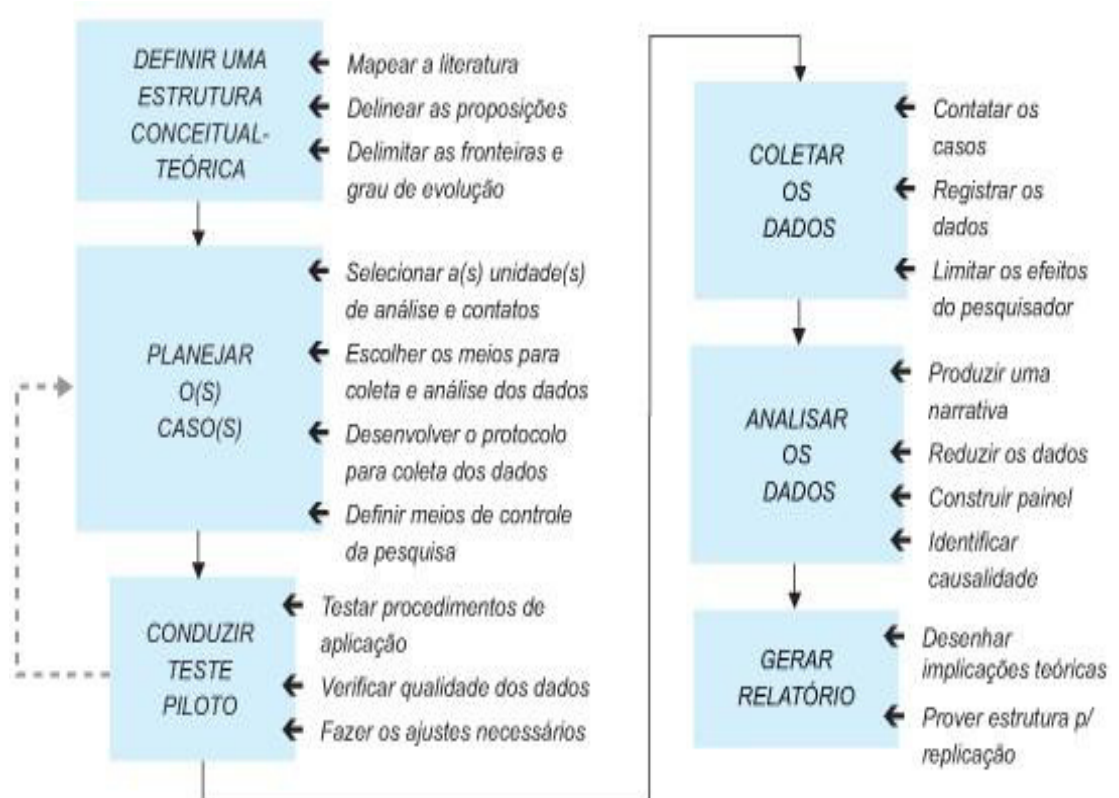 DEFINIR UMA
ESTRUTURA
CONCEITUAL-
TEÓRICA
Mapear a literatura
Delinear as proposições
Delimitar as fronteiras e
grau de evolução
PLANEJAR
O(S)
CASO(S)
Selecionar a(s) unidade(s)
de análise e contatos
Escolher os meios para
coleta e análise dos dados
Desenvolver o protocolo
para coleta dos dados
Definir meios de controle
da pesquisa
CONDUZIR
TESTE
PILOTO
Testar procedimentos de
aplicação
Verificar qualidade dos dados
Fazer os ajustes necessários
COLETAR
OS
DADOS
Contatar os
casos
Registrar os
dados
Limitar os efeitos
do pesquisador
ANALISAR
OS
DADOS
Produzir uma
narrativa
Reduzir os dados
Construir painel
Identificar
causalidade
GERAR
RELATÓRIO
Desenhar
implicações teóricas
Prover estrutura p/
replicação